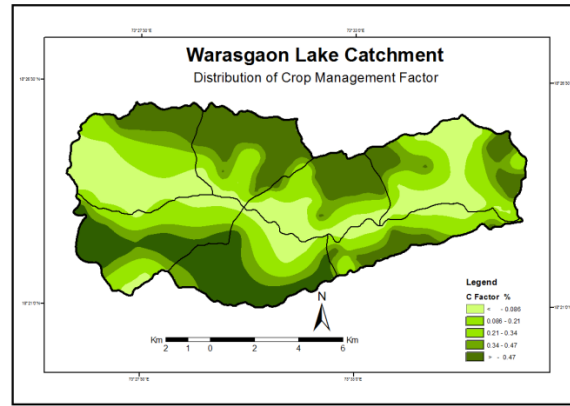 Warasgaon Lake Catchment
Distribution of Crop Management Factor
N
Legend
C Factor %
- 0.086
0.086 - 0.21
0.21 - 0.34
0.34 - 0.47
- 0.47
Km
Km
2 1 0 2 4 6